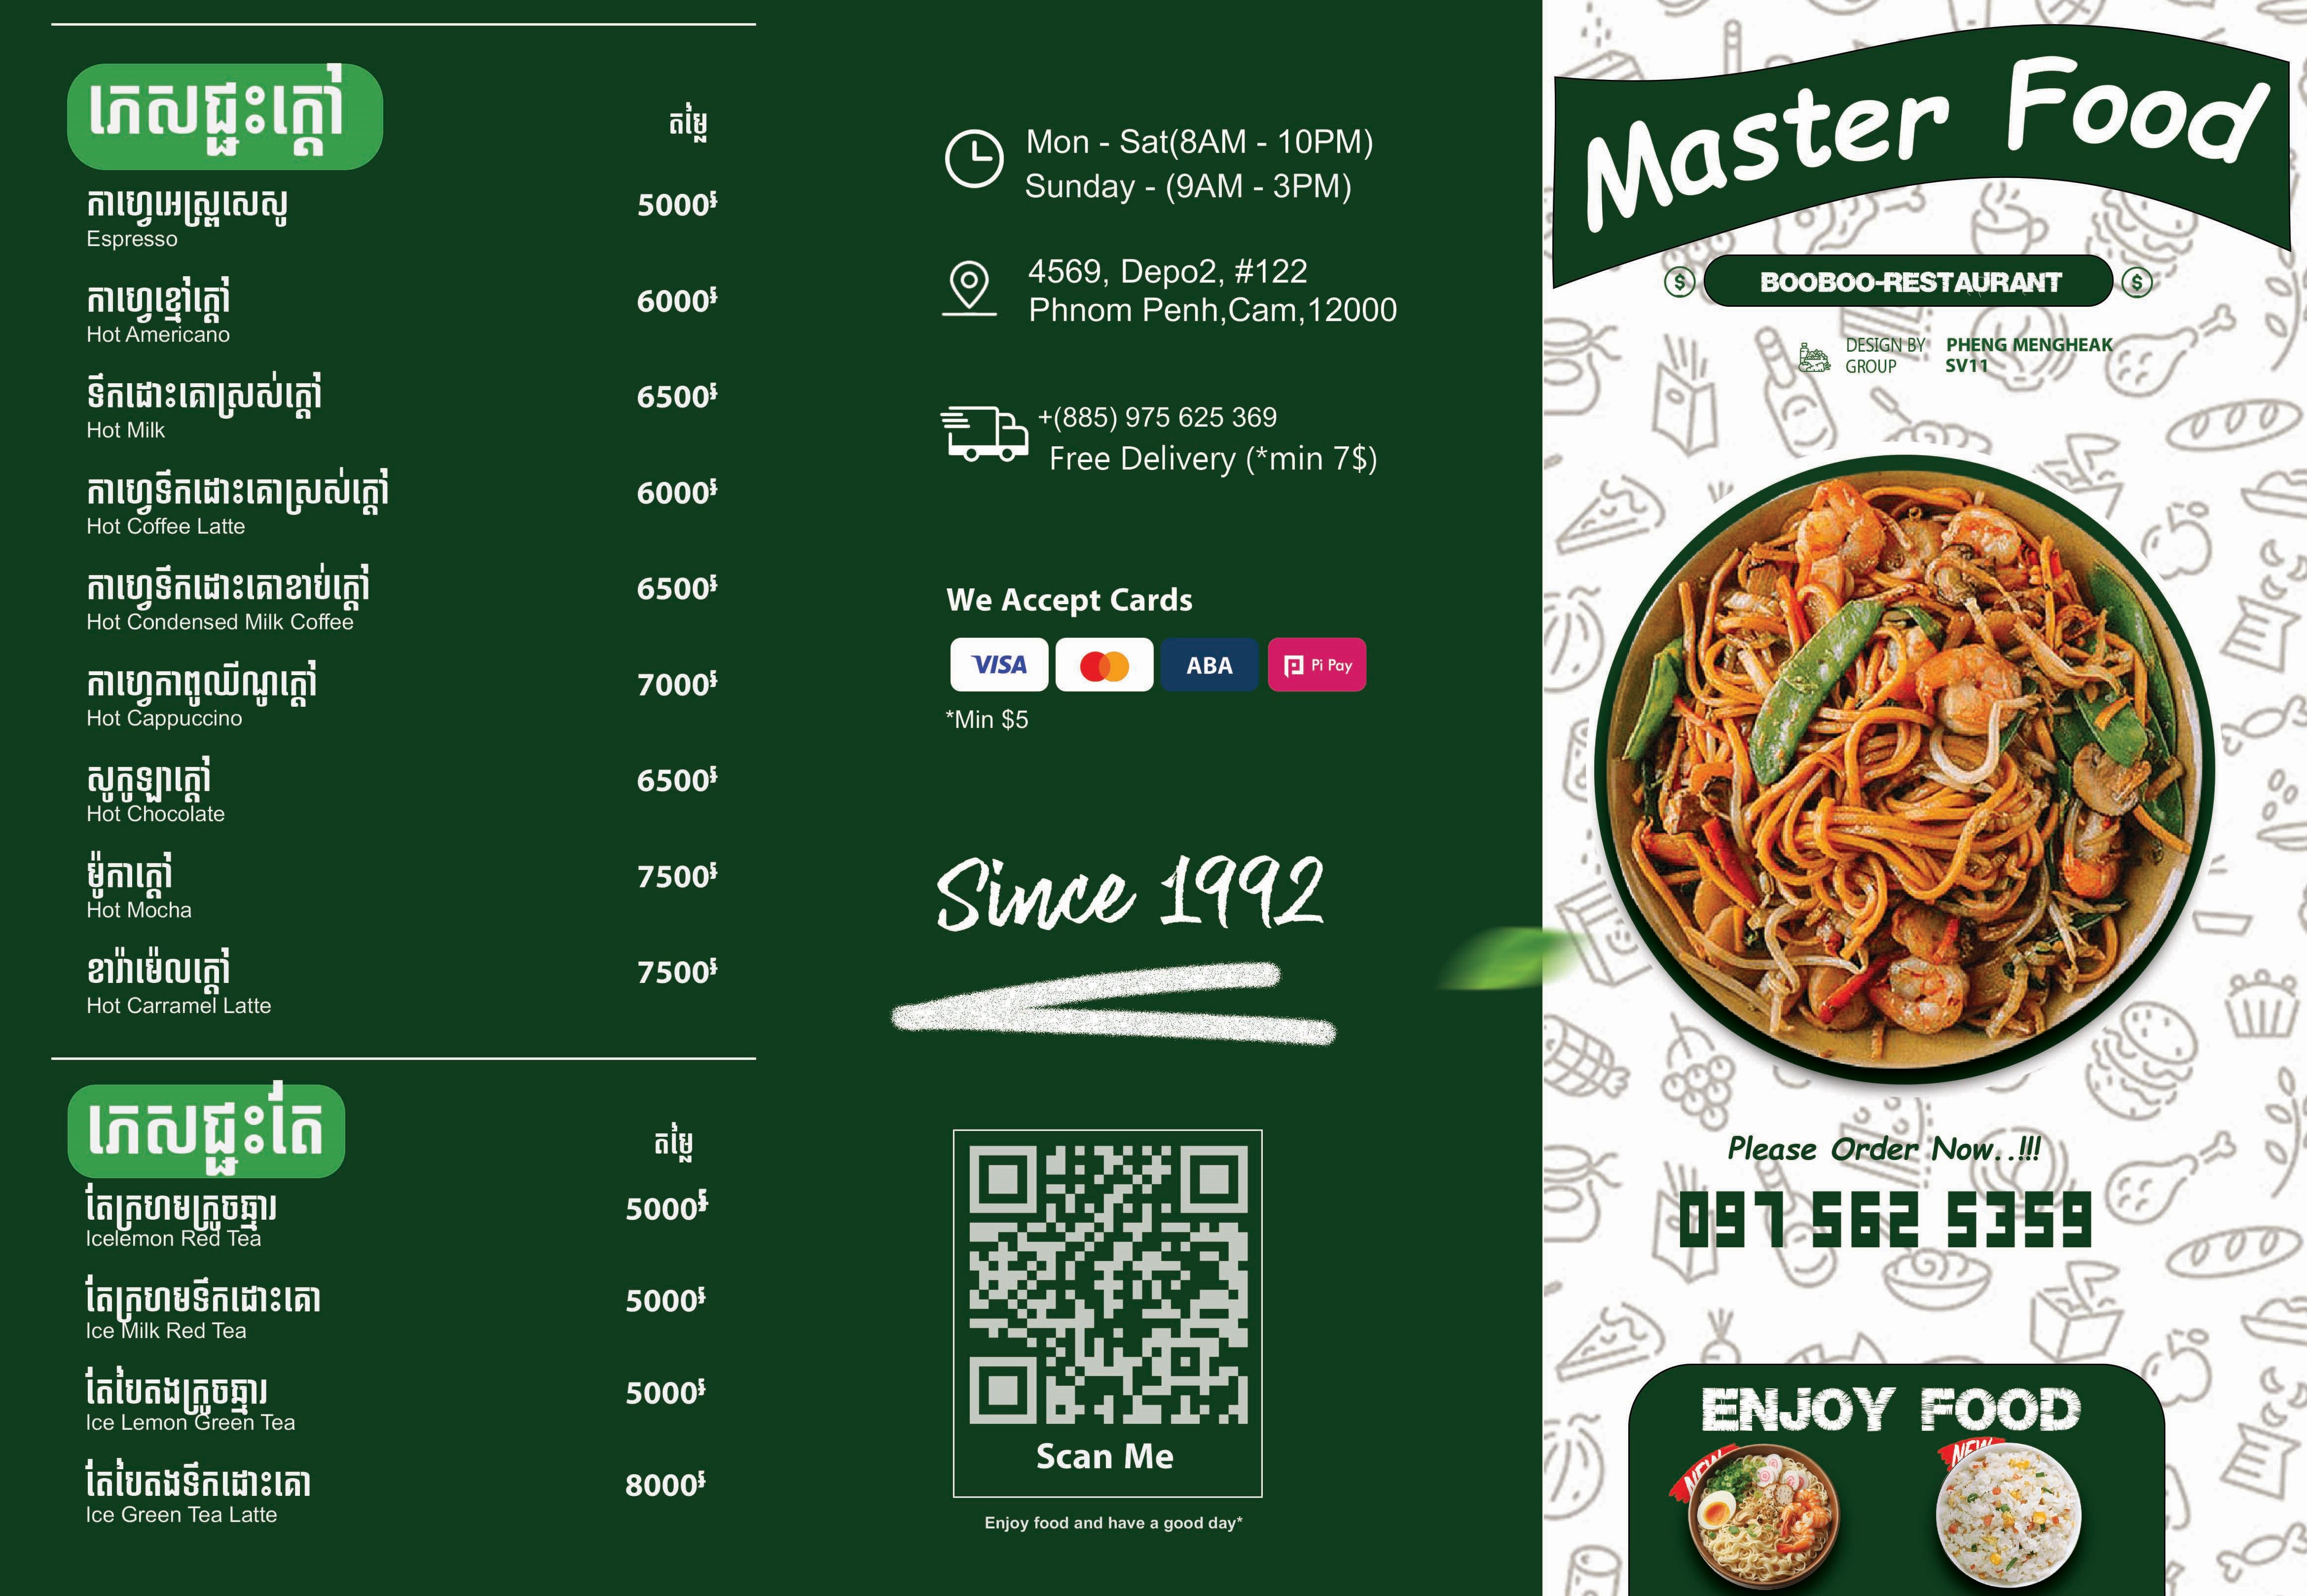 ភេសជ្ជះក្ដៅ
តម្លៃ
កាហ្វេអេស្ព្រេសសូ
Espresso
5000៛
កាហ្វេខ្មៅក្ដៅ
Hot Americano
6000៛
ទឹកដោះគោស្រស់ក្ដៅ
Hot Milk
6500៛
កាហ្វេទឹកដោះគោស្រស់ក្ដៅ
Hot Coffee Latte
6000៛
កាហ្វេទឹកដោះគោខាប់ក្ដៅ
Hot Condensed Milk Coffee
6500៛
កាហ្វេកាពូឈីណូក្ដៅ
Hot Cappuccino
7000៛
សូកូឡាក្ដៅ
Hot Chocolate
6500៛
ម៉ូកាក្ដៅ
Hot Mocha
7500៛
ខារ៉ាម៉េលក្ដៅ
Hot Carramel Latte
7500៛
ភេសជ្ជះតែ
តម្លៃ
តែក្រហមក្រូចឆ្មារ
Icelemon Red Tea
5000៛
តែក្រហមទឹកដោះគោ
Ice Milk Red Tea
5000៛
តែបៃតងក្រូចឆ្មារ
Ice Lemon Green Tea
5000៛
តែបៃតងទឹកដោះគោ
Ice Green Tea Latte
8000៛
Mon - Sat(8AM - 10PM)
Sunday - (9AM - 3PM)
4569, Depo2, #122
Phnom Penh,Cam,12000
+(885) 975 625 369
Free Delivery (*min 7$)
We Accept Cards
VISA
ABA
Pi Pay
*Min $5
Since 1992
Scan Me
Enjoy food and have a good day*
Master Food
$ BOOBOO-RESTAURANT $
DESIGN BY PHENG MENGHEAK
GROUP SV11
Please Order Now..!!!
097 562 5359
ENJOY FOOD
NEW
NEW